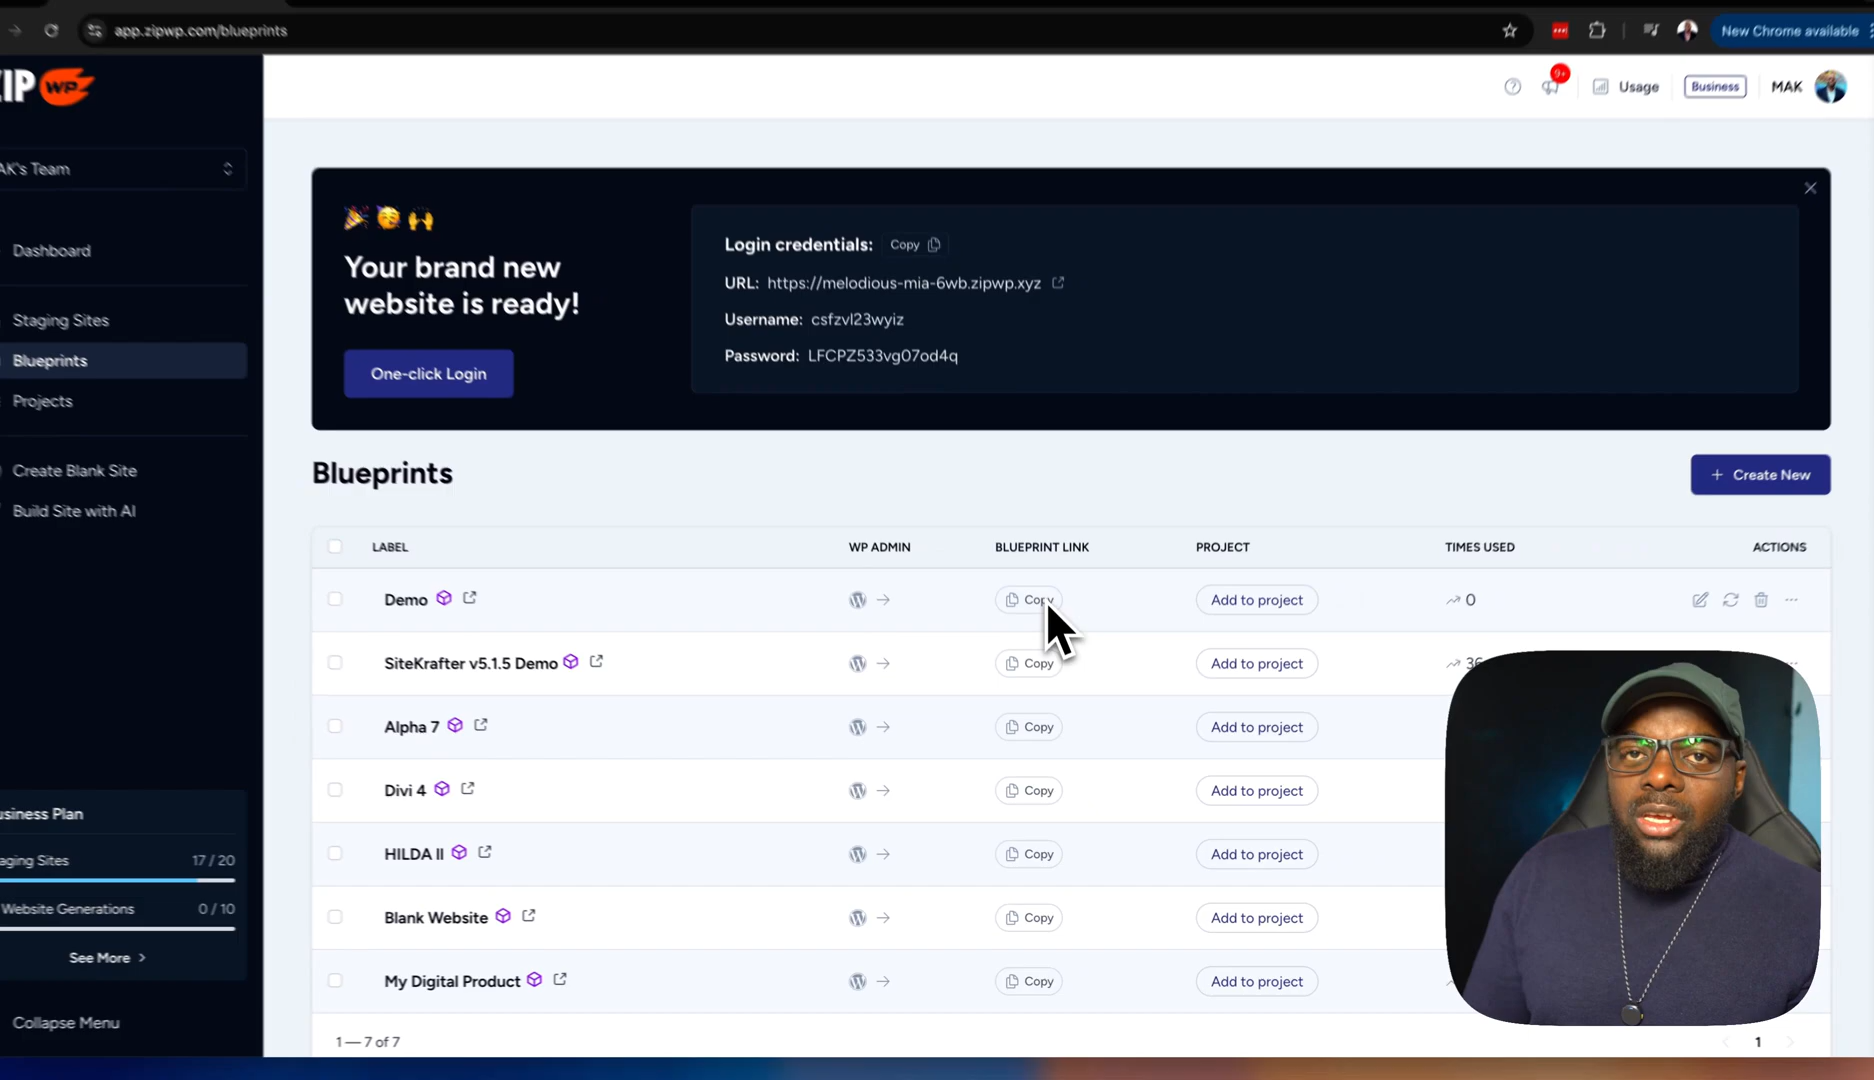 app.zipwp.com/blueprints
New Chrome available
ZIP WP
9+
Usage
Business
MAK
AK's Team
Dashboard
Staging Sites
Blueprints
Projects
Create Blank Site
Build Site with AI
Your brand new
website is ready!
One-click Login
Login credentials: Copy
URL: https://melodious-mia-6wb.zipwp.xyz
Username: csfzvl23wyiz
Password: LFCPZ533vg07od4q
Blueprints
+ Create New
LABEL WP ADMIN BLUEPRINT LINK PROJECT TIMES USED ACTIONS
Demo Copy Add to project 0
SiteKrafter v5.1.5 Demo Copy Add to project
Alpha 7 Copy Add to project
Divi 4 Copy Add to project
HILDA II Copy Add to project
Blank Website Copy Add to project
My Digital Product Copy Add to project
1 — 7 of 7
1
usiness Plan
aging Sites 17 / 20
Website Generations 0 / 10
See More >
Collapse Menu